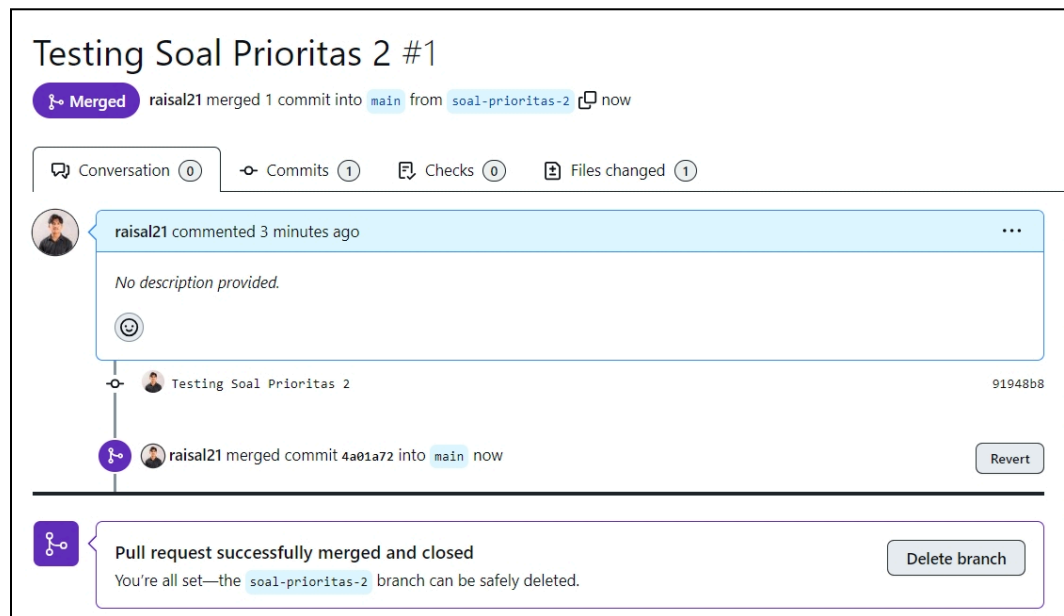 Testing Soal Prioritas 2 #1
Merged raisal21 merged 1 commit into main from soal-prioritas-2 now
Conversation 0 Commits 1 Checks 0 Files changed 1
raisal21 commented 3 minutes ago ...
No description provided.
Testing Soal Prioritas 2 91948b8
raisal21 merged commit 4a01a72 into main now Revert
Pull request successfully merged and closed
Delete branch
You're all set—the soal-prioritas-2 branch can be safely deleted.